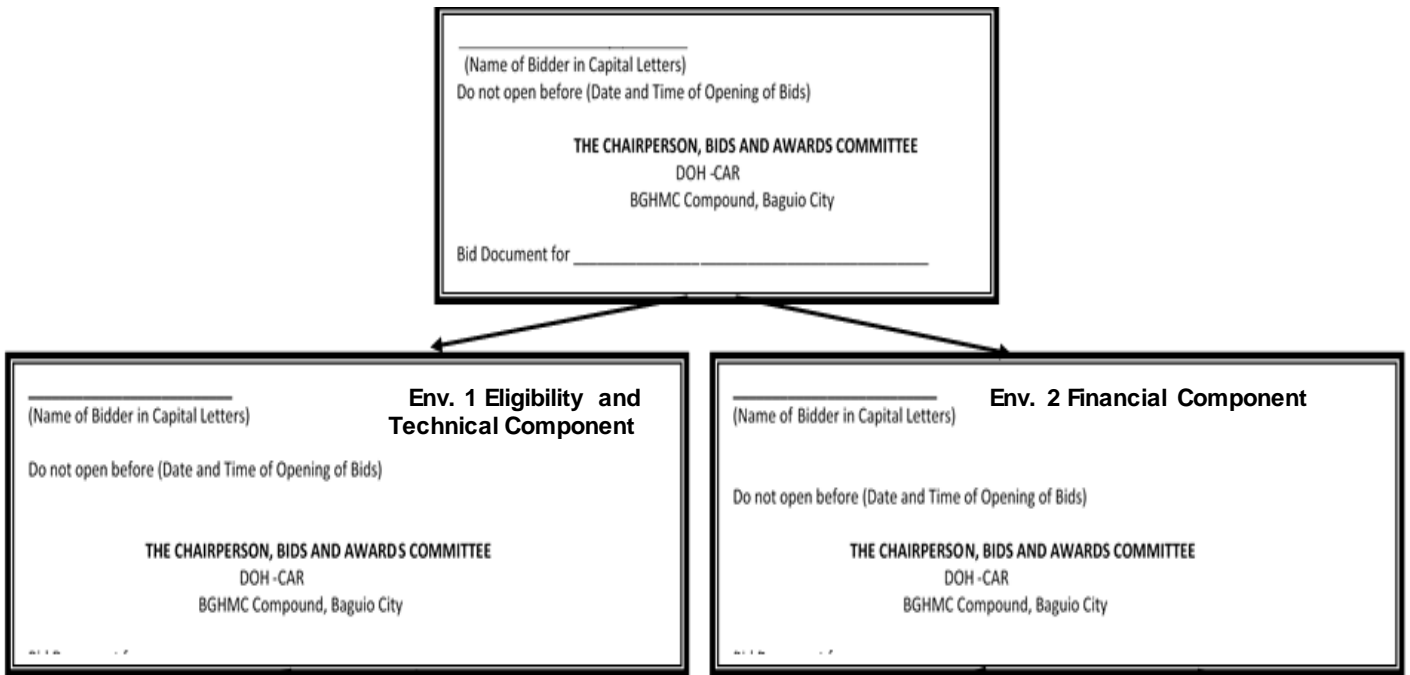 (Name of Bidder in Capital Letters)
Do not open before (Date and Time of Opening of Bids)
THE CHAIRPERSON, BIDS AND AWARDS COMMITTEE
DOH -CAR
BGHMC Compound, Baguio City
Bid Document for ____________________
Env. 1 Eligibility and
Technical Component
(Name of Bidder in Capital Letters)
Do not open before (Date and Time of Opening of Bids)
THE CHAIRPERSON, BIDS AND AWARDS COMMITTEE
DOH -CAR
BGHMC Compound, Baguio City
Env. 2 Financial Component
(Name of Bidder in Capital Letters)
Do not open before (Date and Time of Opening of Bids)
THE CHAIRPERSON, BIDS AND AWARDS COMMITTEE
DOH -CAR
BGHMC Compound, Baguio City